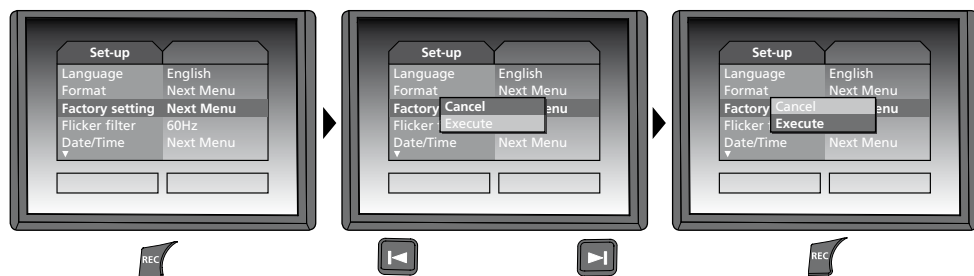 Set-up
Language English
Format Next Menu
Factory setting Next Menu
Flicker filter 60Hz
Date/Time Next Menu
REC
Set-up
Language English
Format Next Menu
Factory enu
Cancel
Execute
Flicker
Date/Time Next Menu
Set-up
Language English
Format Next Menu
Factory enu
Cancel
Execute
Flicker
Date/Time Next Menu
REC